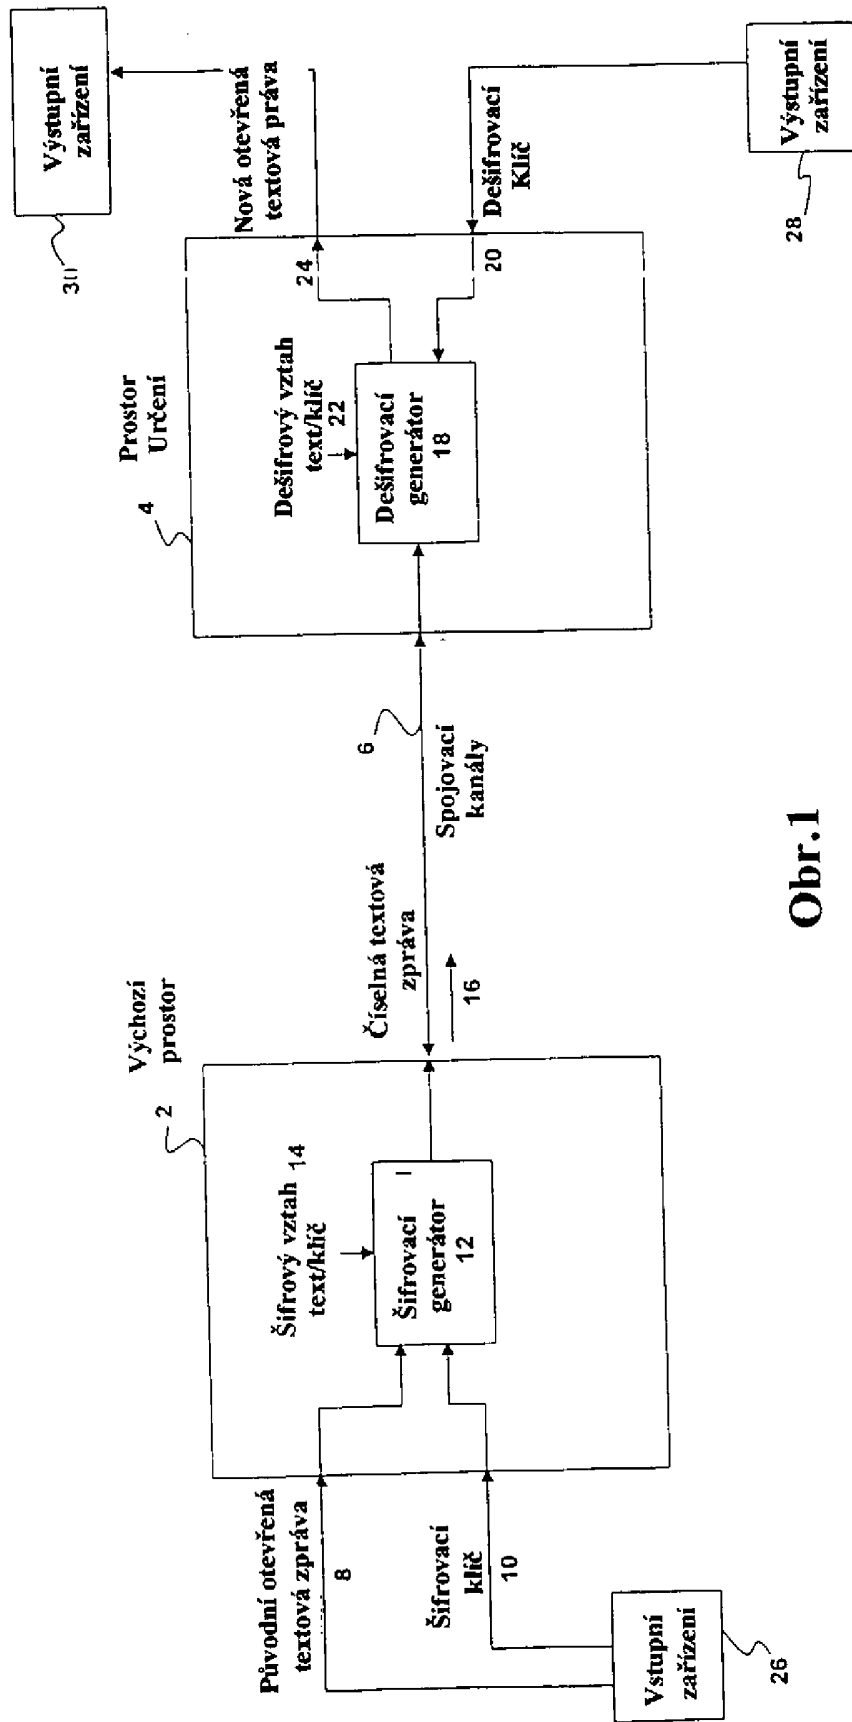 Vstupní
zařízení
26
Původní otevřená
textová zpráva
8
Šifrovací
klíč
10
Výchozí
prostor
2
Šifrový vztah
text/klíč
14
Šifrovací
generátor
12
Číselná textová
zpráva
16
6
Spojovací
kanály
Prostor
Určení
4
Dešifrový vztah
text/klíč
22
Dešifrovací
generátor
18
24
20
Nová otevřená
textová práva
Dešifrovací
Klíč
Výstupní
zařízení
30
Výstupní
zařízení
28
Obr.1